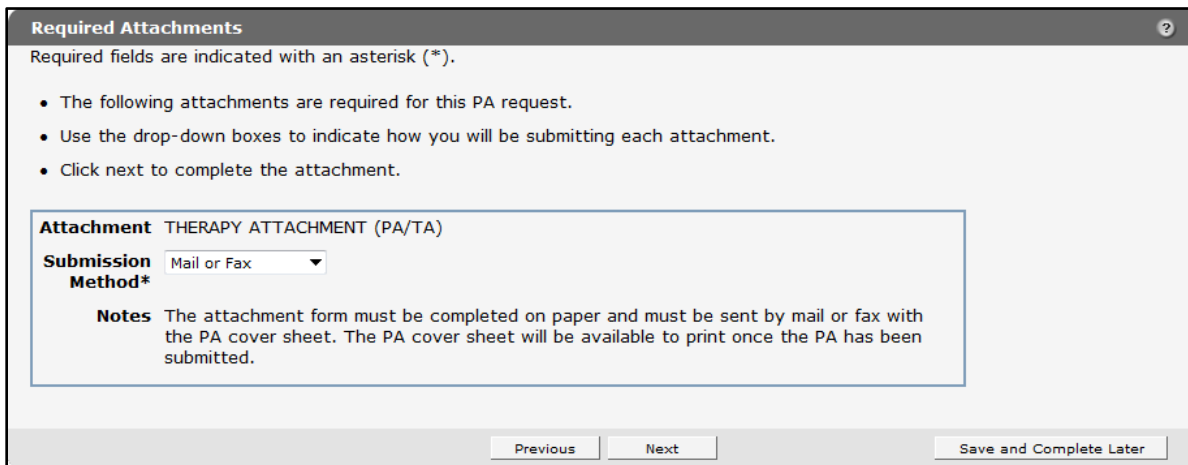 Required Attachments ?
Required fields are indicated with an asterisk (*).
• The following attachments are required for this PA request.
• Use the drop-down boxes to indicate how you will be submitting each attachment.
• Click next to complete the attachment.
Attachment THERAPY ATTACHMENT (PA/TA)
Submission Method* Mail or Fax
Notes The attachment form must be completed on paper and must be sent by mail or fax with
the PA cover sheet. The PA cover sheet will be available to print once the PA has been
submitted.
Previous Next Save and Complete Later